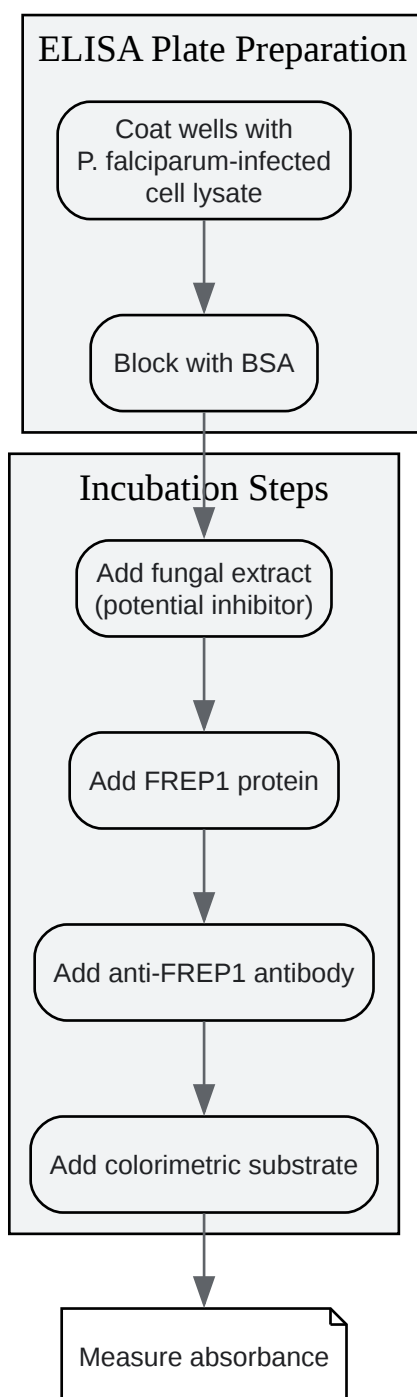 ELISA Plate Preparation
Coat wells with
P. falciparum-infected
cell lysate
Block with BSA
Incubation Steps
Add fungal extract
(potential inhibitor)
Add FREP1 protein
Add anti-FREP1 antibody
Add colorimetric substrate
Measure absorbance